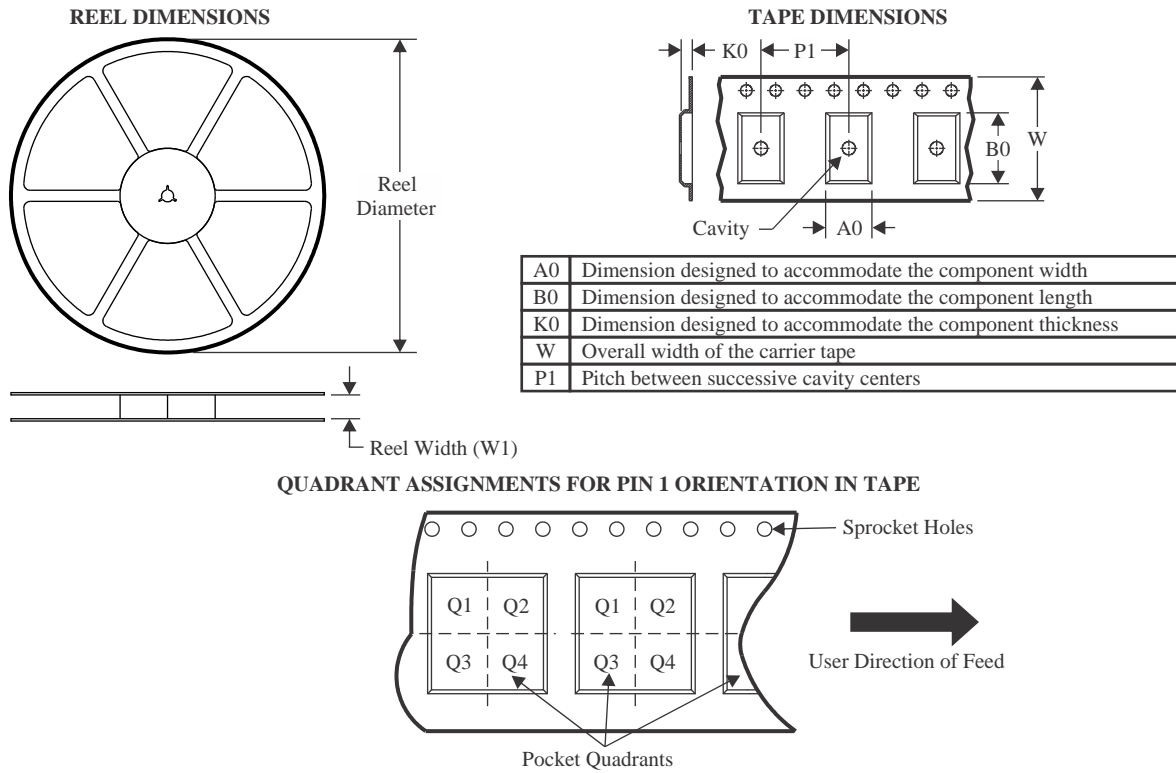 REEL DIMENSIONS
Reel
Diameter
Reel Width (W1)
TAPE DIMENSIONS
K0
P1
B0
W
Cavity
A0
A0 Dimension designed to accommodate the component width
B0 Dimension designed to accommodate the component length
K0 Dimension designed to accommodate the component thickness
W Overall width of the carrier tape
P1 Pitch between successive cavity centers
QUADRANT ASSIGNMENTS FOR PIN 1 ORIENTATION IN TAPE
Sprocket Holes
Q1 Q2 Q1 Q2
Q3 Q4 Q3 Q4
User Direction of Feed
Pocket Quadrants